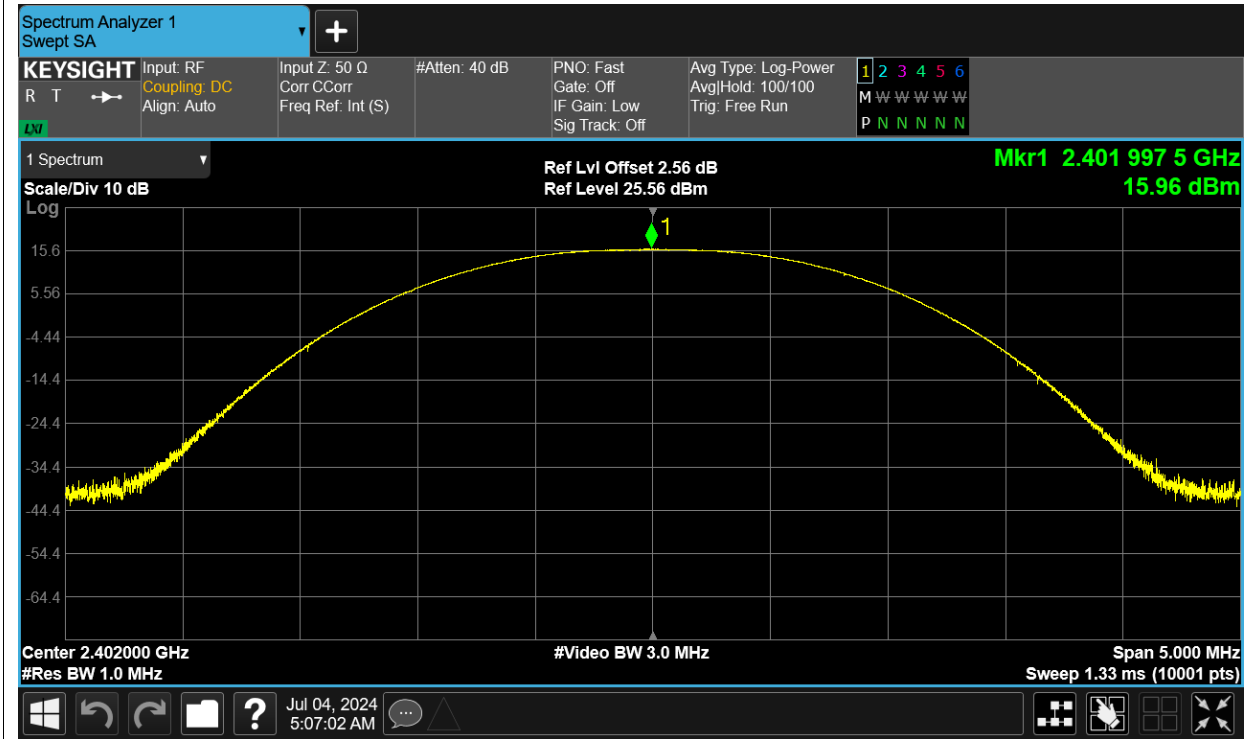 Spectrum Analyzer 1
Swept SA
+
KEYSIGHT
R T
LXI
Input: RF
Coupling: DC
Align: Auto
Input Z: 50 Ω
Corr CCorr
Freq Ref: Int (S)
#Atten: 40 dB
PNO: Fast
Gate: Off
IF Gain: Low
Sig Track: Off
Avg Type: Log-Power
Avg|Hold: 100/100
Trig: Free Run
1 2 3 4 5 6
M W W W W W
P N N N N N
1 Spectrum
Scale/Div 10 dB
Log
Ref Lvl Offset 2.56 dB
Ref Level 25.56 dBm
Mkr1 2.401 997 5 GHz
15.96 dBm
1
15.6
5.56
-4.44
-14.4
-24.4
-34.4
-44.4
-54.4
-64.4
Center 2.402000 GHz
#Res BW 1.0 MHz
#Video BW 3.0 MHz
Span 5.000 MHz
Sweep 1.33 ms (10001 pts)
?
Jul 04, 2024
5:07:02 AM